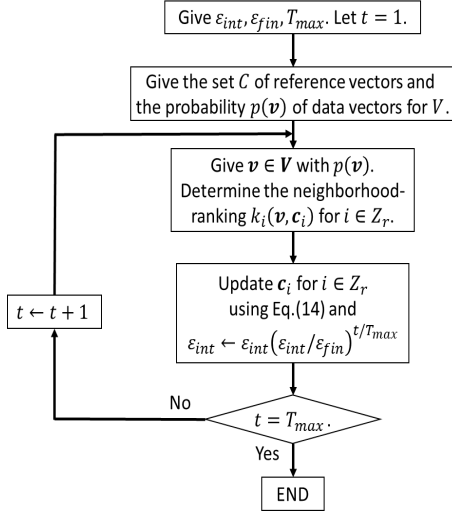 Give ε_int, ε_fin, T_max. Let t = 1.
Give the set C of reference vectors and
the probability p(v) of data vectors for V.
Give v ∈ V with p(v).
Determine the neighborhood-
ranking k_i(v, c_i) for i ∈ Z_r.
Update c_i for i ∈ Z_r
using Eq.(14) and
ε_int ← ε_int(ε_int/ε_fin)^{t/T_max}
t ← t + 1
No
t = T_max.
Yes
END